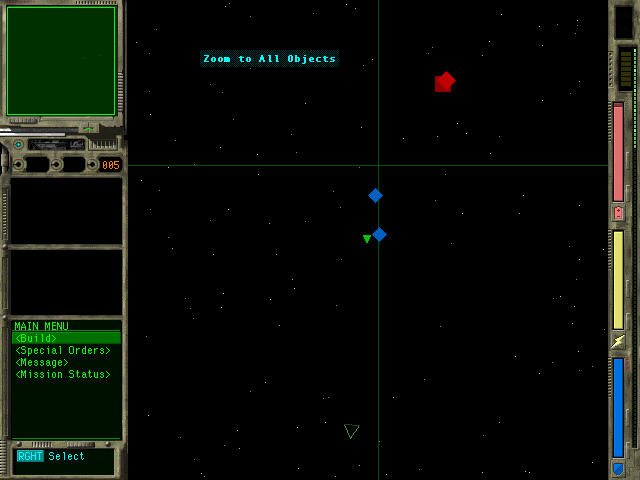 Zoom to All Objects
005
MAIN MENU
<Build>
<Special Orders>
<Message>
<Mission Status>
RGHT Select